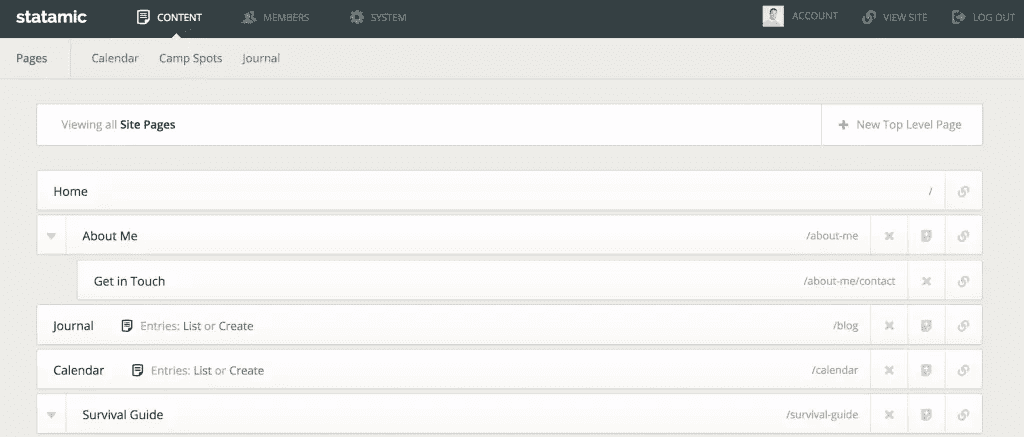 statamic CONTENT MEMBERS SYSTEM ACCOUNT VIEW SITE LOG OUT
Pages Calendar Camp Spots Journal
Viewing all Site Pages + New Top Level Page
Home /
About Me /about-me
Get in Touch /about-me/contact
Journal Entries: List or Create /blog
Calendar Entries: List or Create /calendar
Survival Guide /survival-guide